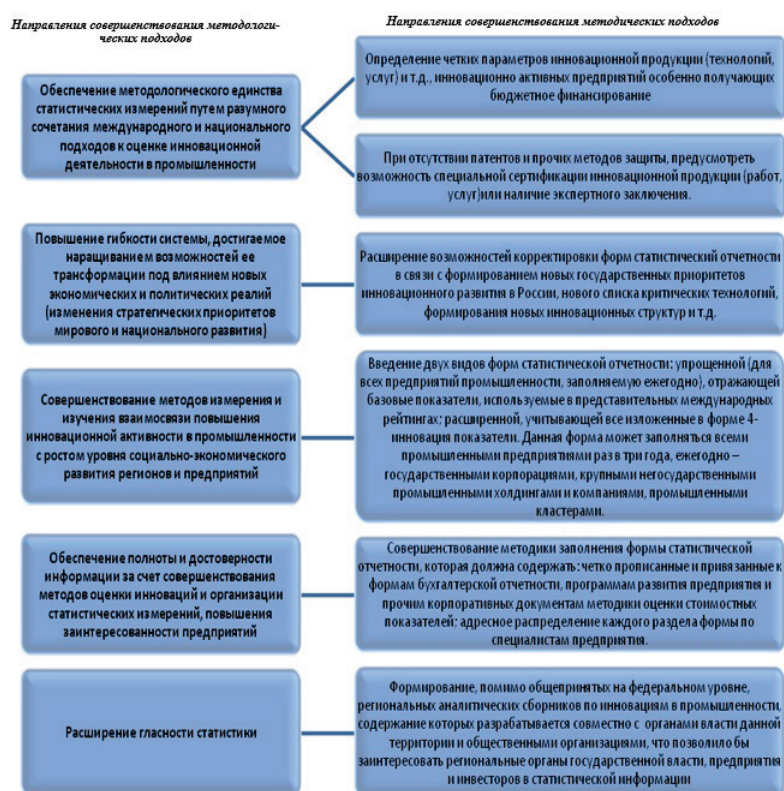 Направления совершенствования методологи-
ческих подходов
Направления совершенствования методических подходов
Обеспечение методологического единства
статистических измерений путем разумного
сочетания международного и национального
подходов к оценке инновационной
деятельности в промышленности
Определение четких параметров инновационной продукции (технологий,
услуг) и т.д., инновационно активных предприятий особенно получающих
бюджетное финансирование
При отсутствии патентов и прочих методов защиты, предусмотреть
возможность специальной сертификации инновационной продукции (работ,
услуг)или наличие экспертного заключения.
Повышение гибкости системы, достигаемое
наращиванием возможностей ее
трансформации под влиянием новых
экономических и политических реалий
(изменения стратегических приоритетов
мирового и национального развития)
Расширение возможностей корректировки форм статистический отчетности
в связи с формированием новых государственных приоритетов
инновационного развития в России, нового списка критических технологий,
формирования новых инновационных структур и т.д.
Совершенствование методов измерения и
изучения взаимосвязи повышения
инновационной активности в промышленности
с ростом уровня социально-экономического
развития регионов и предприятий
Введение двух видов форм статистической отчетности: упрощенной (для
всех предприятий промышленности, заполняемую ежегодно), отражающей
базовые показатели, используемые в представительных международных
рейтингах; расширенной, учитывающей все изложенные в форме 4-
инновация показатели. Данная форма может заполняться всеми
промышленными предприятиями раз в три года, ежегодно –
государственными корпорациями, крупными негосударственными
промышленными холдингами и компаниями, промышленными
кластерами.
Обеспечение полноты и достоверности
информации за счет совершенствования
методов оценки инноваций и организации
статистических измерений, повышения
заинтересованности предприятий
Совершенствование методики заполнения формы статистической
отчетности, которая должна содержать: четко прописанные и привязанные к
формам бухгалтерской отчетности, программам развития предприятия и
прочим корпоративных документам методики оценки стоимостных
показателей; адресное распределение каждого раздела формы по
специалистам предприятия.
Расширение гласности статистики
Формирование, помимо общепринятых на федеральном уровне,
региональных аналитических сборников по инновациям в промышленности,
содержание которых разрабатывается совместно с органами власти данной
территории и общественными организациями, что позволило бы
заинтересовать региональные органы государственной власти, предприятия
и инвесторов в статистической информации